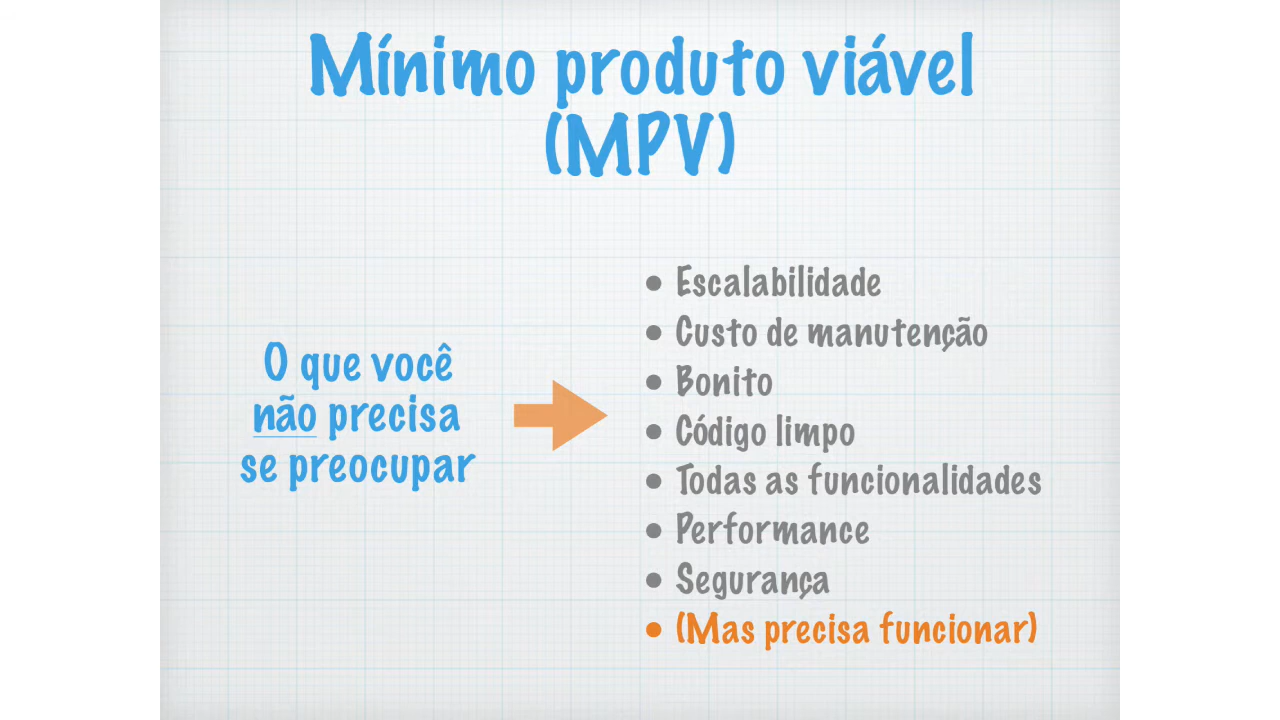 Mínimo produto viável
(MPV)
O que você
não precisa
se preocupar
• Escalabilidade
• Custo de manutenção
• Bonito
• Código limpo
• Todas as funcionalidades
• Performance
• Segurança
• (Mas precisa funcionar)